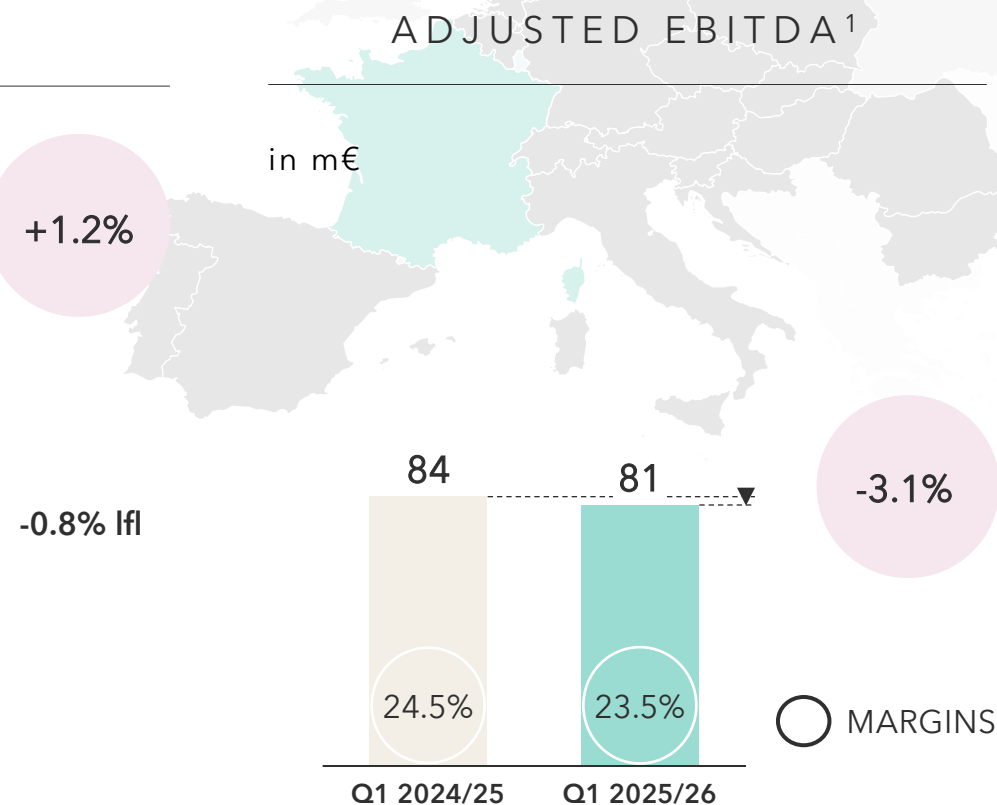 ADJUSTED EBITDA¹
in m€
+1.2%
-0.8% lfl
84
81
-3.1%
24.5%
23.5%
MARGINS
Q1 2024/25
Q1 2025/26